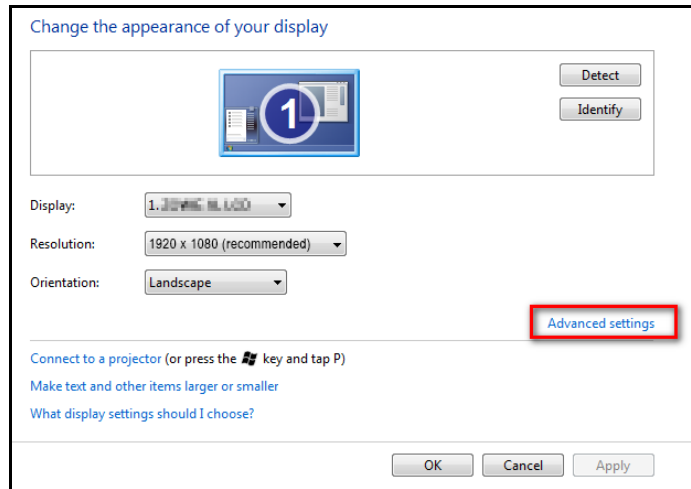 Change the appearance of your display
Detect
1
Identify
Display: 1.
Resolution: 1920 x 1080 (recommended)
Orientation: Landscape
Advanced settings
Connect to a projector (or press the key and tap P)
Make text and other items larger or smaller
What display settings should I choose?
OK Cancel Apply